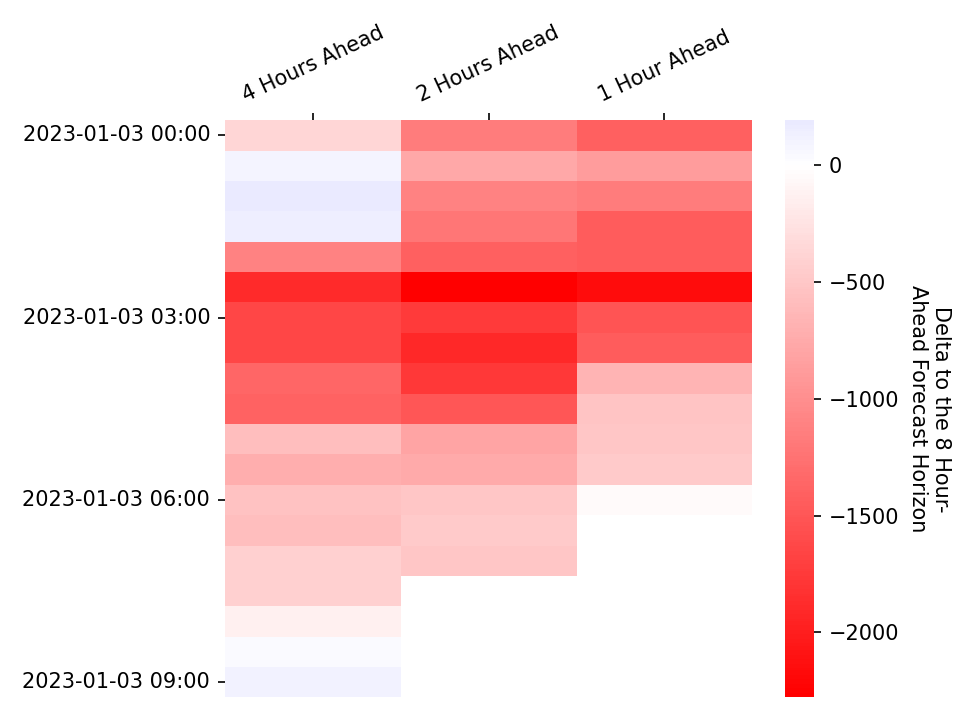 4 Hours Ahead
2 Hours Ahead
1 Hour Ahead
2023-01-03 00:00
2023-01-03 03:00
2023-01-03 06:00
2023-01-03 09:00
0
−500
−1000
−1500
−2000
Delta to the 8 Hour-
Ahead Forecast Horizon